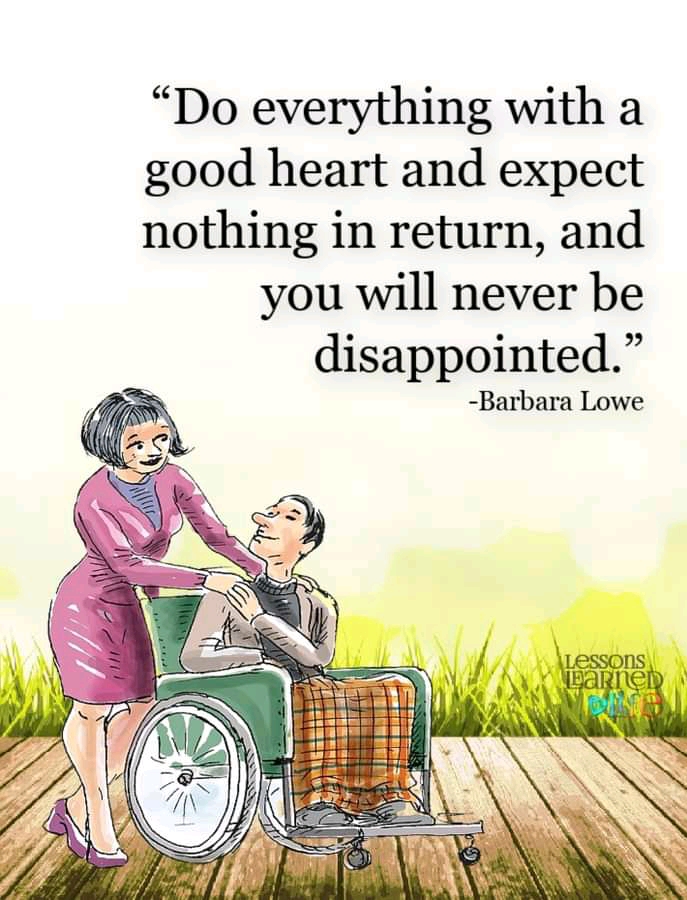 “Do everything with a
good heart and expect
nothing in return, and
you will never be
disappointed.”
-Barbara Lowe
LESSONS
LEARNED